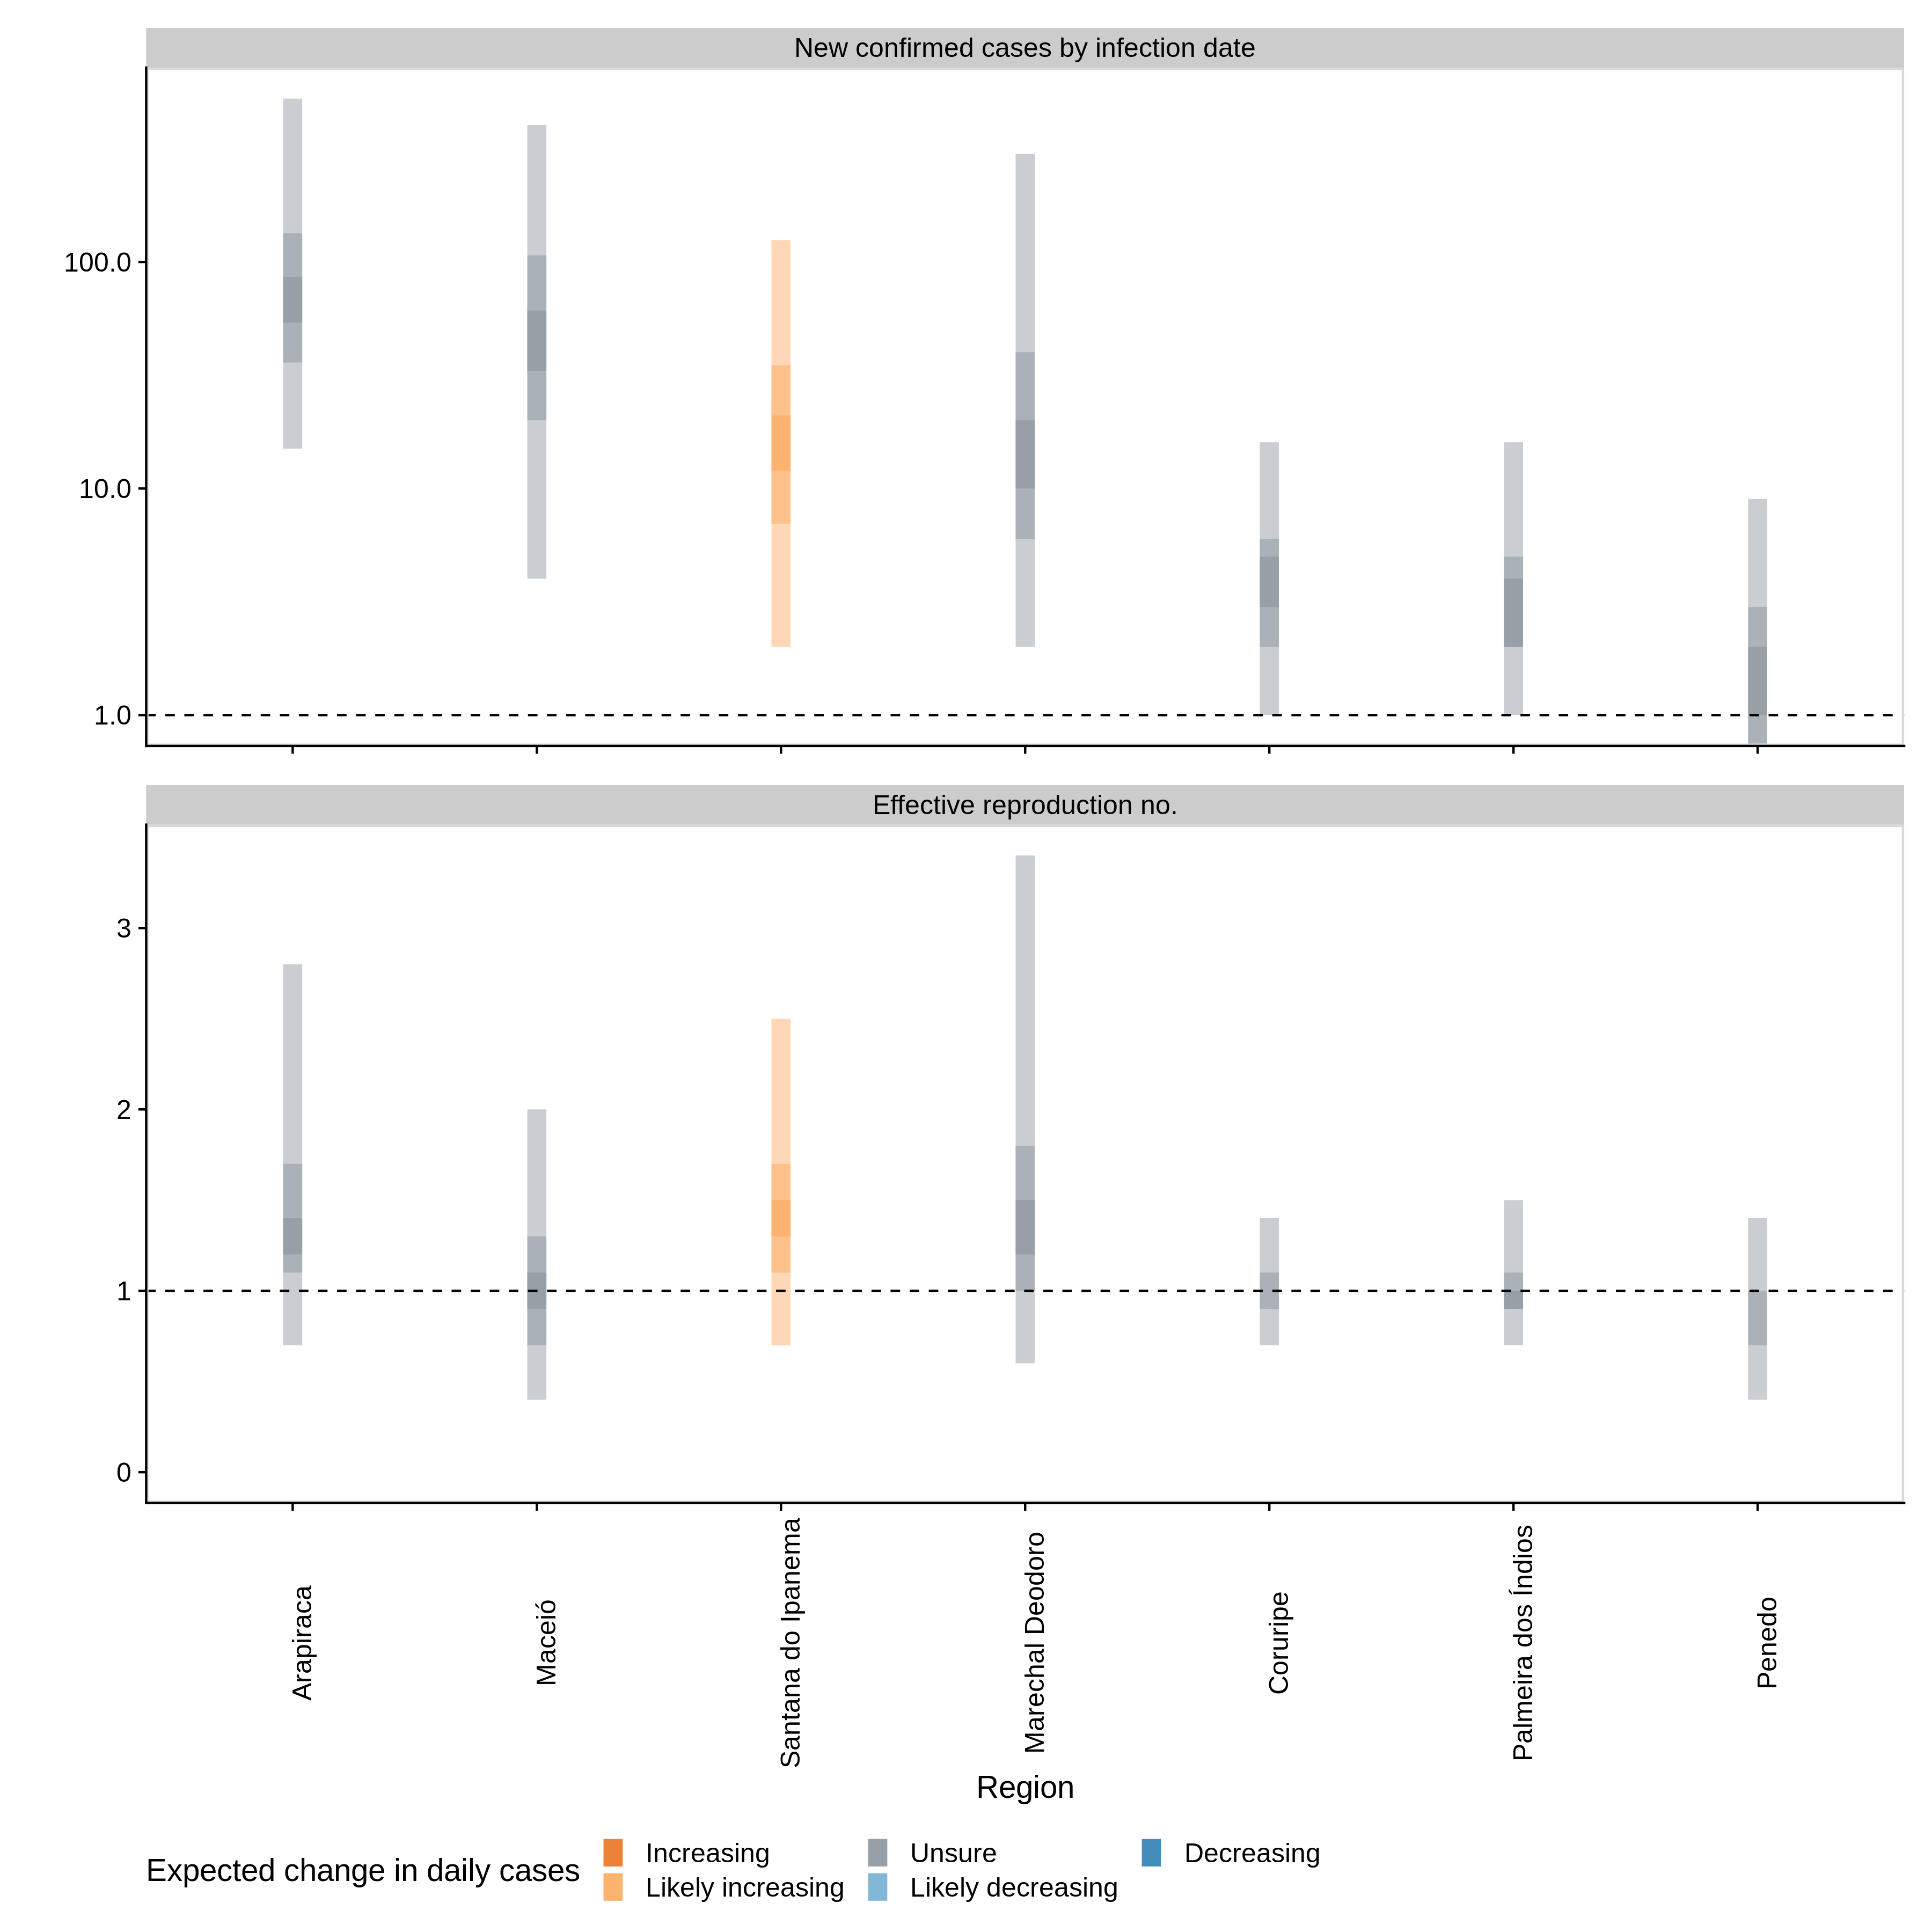 New confirmed cases by infection date
100.0
10.0
1.0
Effective reproduction no.
3
2
1
0
Arapiraca
Maceió
Santana do Ipanema
Marechal Deodoro
Coruripe
Palmeira dos Índios
Penedo
Region
Expected change in daily cases
Increasing
Likely increasing
Unsure
Likely decreasing
Decreasing